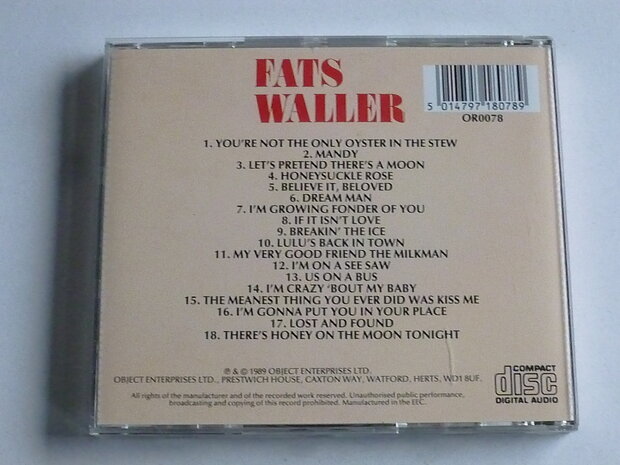 FATS
WALLER
5 014797 180789
OR0078
1. YOU'RE NOT THE ONLY OYSTER IN THE STEW
2. MANDY
3. LET'S PRETEND THERE'S A MOON
4. HONEYSUCKLE ROSE
5. BELIEVE IT, BELOVED
6. DREAM MAN
7. I'M GROWING FONDER OF YOU
8. IF IT ISN'T LOVE
9. BREAKIN' THE ICE
10. LULU'S BACK IN TOWN
11. MY VERY GOOD FRIEND THE MILKMAN
12. I'M ON A SEE SAW
13. US ON A BUS
14. I'M CRAZY 'BOUT MY BABY
15. THE MEANEST THING YOU EVER DID WAS KISS ME
16. I'M GONNA PUT YOU IN YOUR PLACE
17. LOST AND FOUND
18. THERE'S HONEY ON THE MOON TONIGHT
℗ & © 1989 OBJECT ENTERPRISES LTD.
OBJECT ENTERPRISES LTD., PRESTWICH HOUSE, CAXTON WAY, WATFORD, HERTS, WD1 8UF.
All rights of the manufacturer and of the recorded work reserved. Unauthorised public performance,
broadcasting and copying of this record prohibited. Manufactured in the EEC.
COMPACT
disc
DIGITAL AUDIO